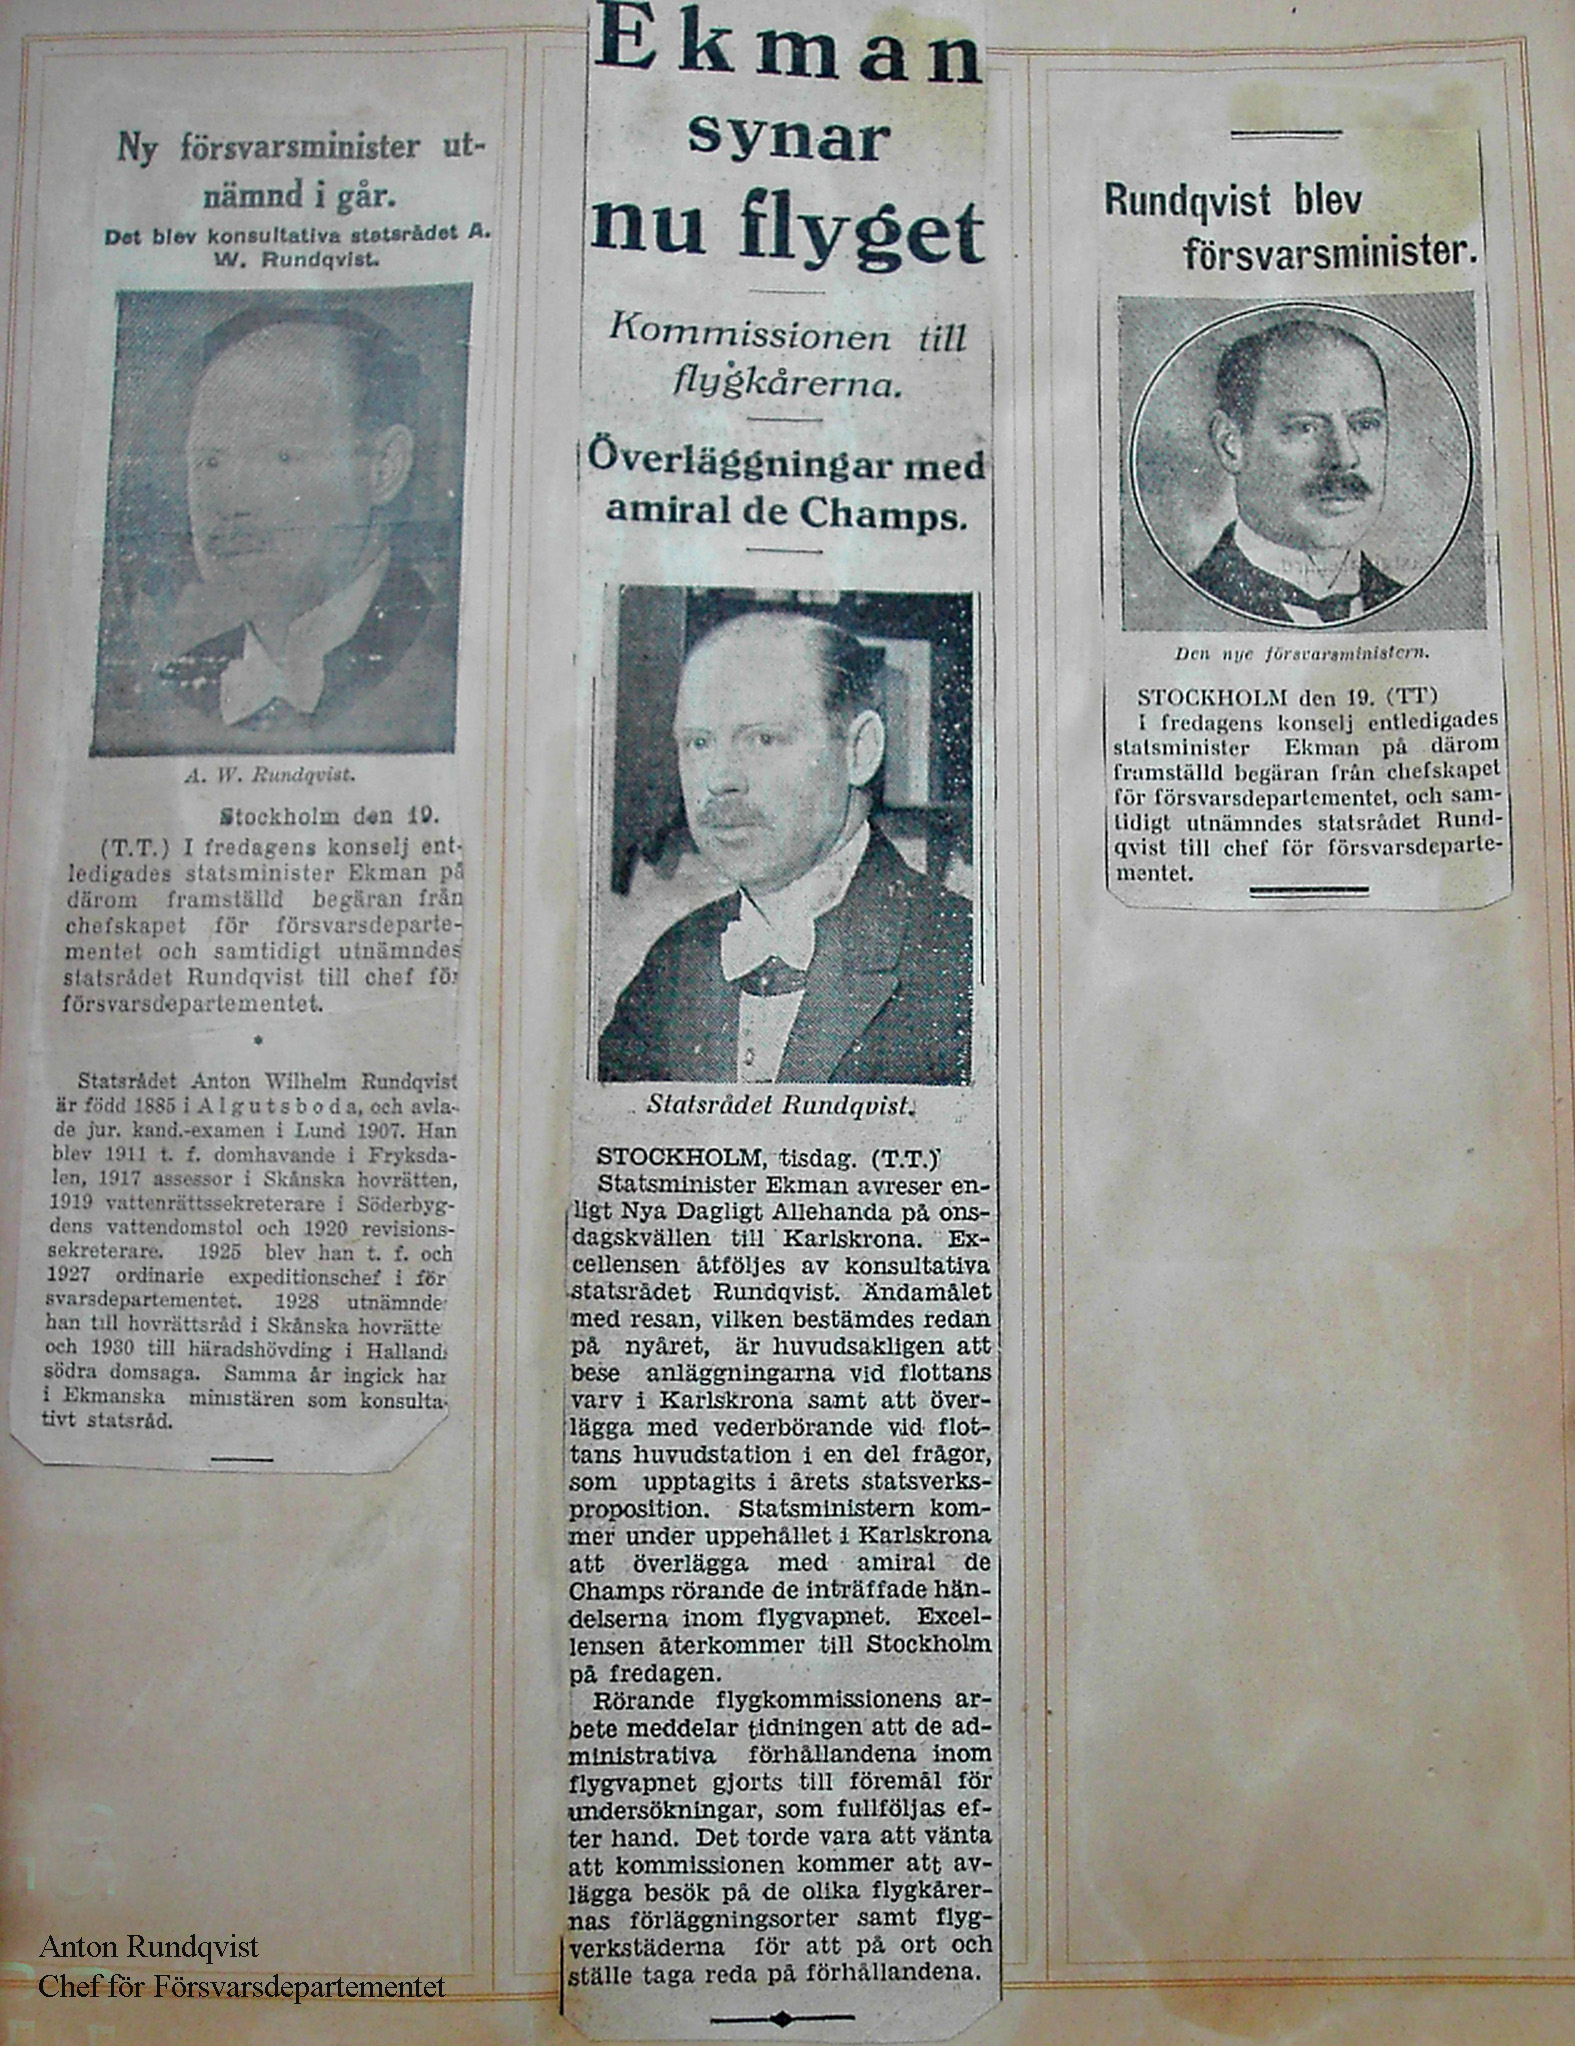 Ny försvarsminister ut-
nämnd i går.
Det blev konsultativa statsrådet A.
W. Rundqvist.
A. W. Rundqvist.
Stockholm den 19.
(T.T.) I fredagens konselj ent-
ledigades statsminister Ekman på
därom framställd begäran från
chefskapet för försvarsdeparte-
mentet och samtidigt utnämndes
statsrådet Rundqvist till chef för
försvarsdepartementet.
*
Statsrådet Anton Wilhelm Rundqvist
är född 1885 i Algutsboda, och avla-
de jur. kand.-examen i Lund 1907. Han
blev 1911 t. f. domhavande i Fryksda-
len, 1917 assessor i Skånska hovrätten,
1919 vattenrättssekreterare i Söderbyg-
dens vattendomstol och 1920 revisions-
sekreterare. 1925 blev han t. f. och
1927 ordinarie expeditionschef i för
svarsdepartementet. 1928 utnämnde
han till hovrättsråd i Skånska hovrätte
och 1930 till häradshövding i Hallands
södra domsaga. Samma år ingick han
i Ekmanska ministären som konsulta-
tivt statsråd.
Ekman
synar
nu flyget
Kommissionen till
flygkårerna.
Överläggningar med
amiral de Champs.
Statsrådet Rundqvist.
STOCKHOLM, tisdag. (T.T.)
Statsminister Ekman avreser en-
ligt Nya Dagligt Allehanda på ons-
dagskvällen till Karlskrona. Ex-
cellensen åtföljes av konsultativa
statsrådet Rundqvist. Ändamålet
med resan, vilken bestämdes redan
på nyåret, är huvudsakligen att
bese anläggningarna vid flottans
varv i Karlskrona samt att över-
lägga med vederbörande vid flot-
tans huvudstation i en del frågor,
som upptagits i årets statsverks-
proposition. Statsministern kom-
mer under uppehållet i Karlskrona
att överlägga med amiral de
Champs rörande de inträffade hän-
delserna inom flygvapnet. Excel-
lensen återkommer till Stockholm
på fredagen.
Rörande flygkommissionens ar-
bete meddelar tidningen att de ad-
ministrativa förhållandena inom
flygvapnet gjorts till föremål för
undersökningar, som fullföljas ef-
ter hand. Det torde vara att vänta
att kommissionen kommer att av-
lägga besök på de olika flygkårer-
nas förläggningsorter samt flyg-
verkstäderna för att på ort och
ställe taga reda på förhållandena.
Rundqvist blev
försvarsminister.
Den nye försvarsministern.
STOCKHOLM den 19. (TT)
I fredagens konselj entledigades
statsminister Ekman på därom
framställd begäran från chefskapet
för försvarsdepartementet, och sam-
tidigt utnämndes statsrådet Rund-
qvist till chef för försvarsdeparte-
mentet.
Anton Rundqvist
Chef för Försvarsdepartementet